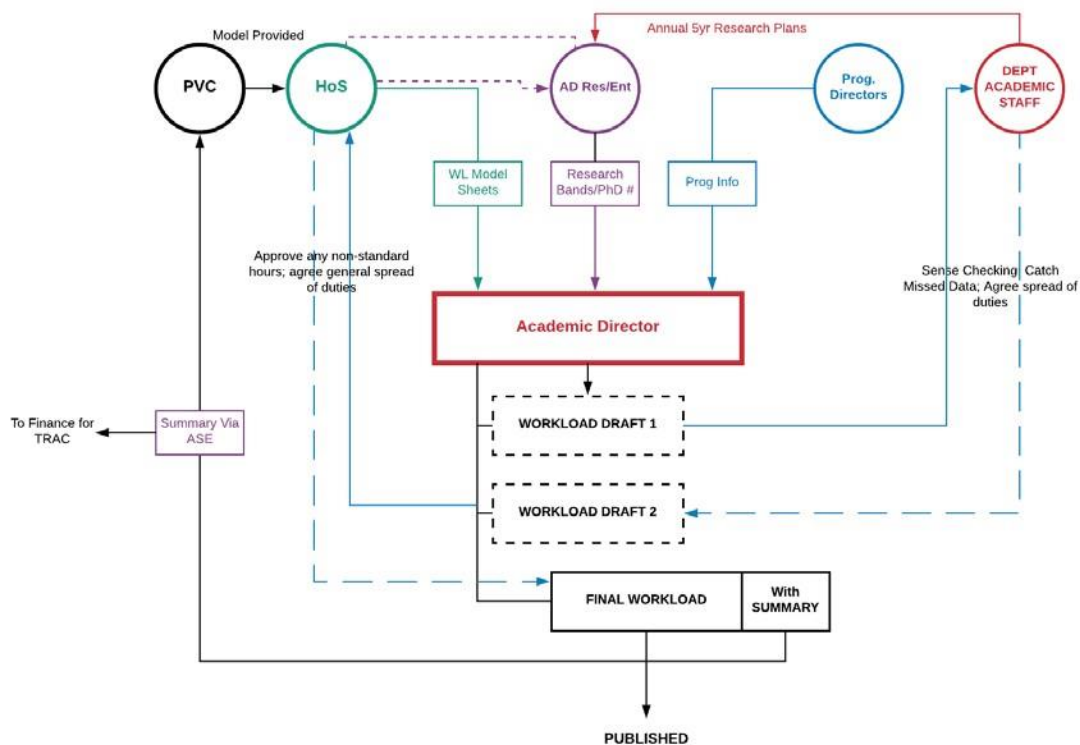 Annual 5yr Research Plans
Model Provided
PVC
HoS
AD Res/Ent
Prog.
Directors
DEPT
ACADEMIC
STAFF
WL Model
Sheets
Research
Bands/PhD #
Prog Info
Approve any non-standard
hours; agree general spread
of duties
Sense Checking Catch
Missed Data; Agree spread of
duties
Academic Director
To Finance for
TRAC
Summary Via
ASE
WORKLOAD DRAFT 1
WORKLOAD DRAFT 2
FINAL WORKLOAD
With
SUMMARY
PUBLISHED